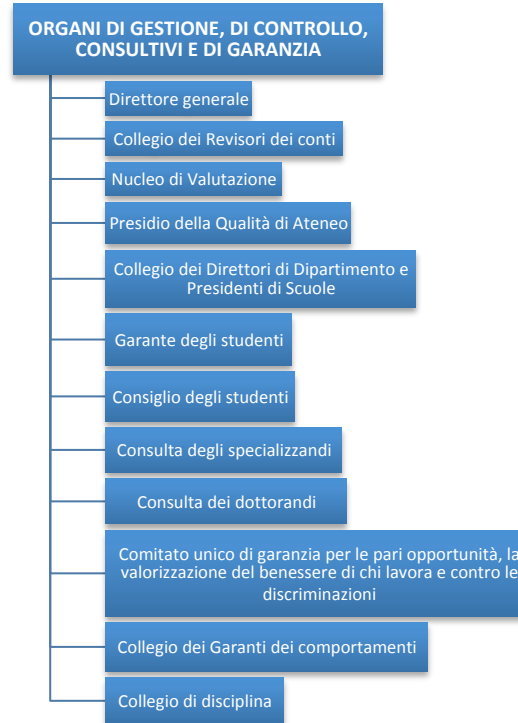 ORGANI DI GESTIONE, DI CONTROLLO,
CONSULTIVI E DI GARANZIA
Direttore generale
Collegio dei Revisori dei conti
Nucleo di Valutazione
Presidio della Qualità di Ateneo
Collegio dei Direttori di Dipartimento e
Presidenti di Scuole
Garante degli studenti
Consiglio degli studenti
Consulta degli specializzandi
Consulta dei dottorandi
Comitato unico di garanzia per le pari opportunità, la
valorizzazione del benessere di chi lavora e contro le
discriminazioni
Collegio dei Garanti dei comportamenti
Collegio di disciplina